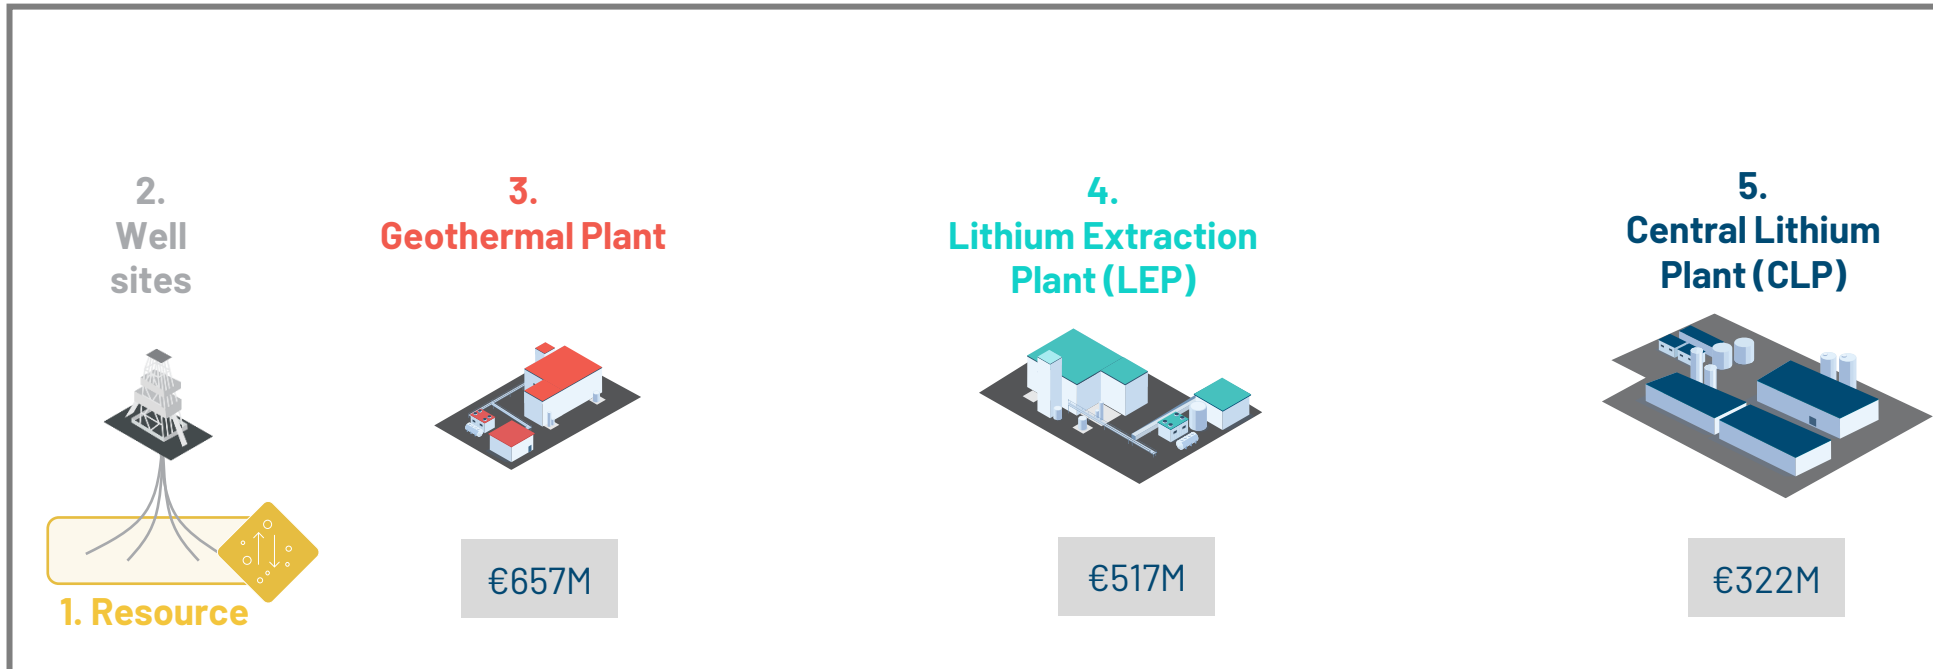 2.
Well
sites
3.
Geothermal Plant
4.
Lithium Extraction
Plant (LEP)
5.
Central Lithium
Plant (CLP)
1. Resource
€657M
€517M
€322M